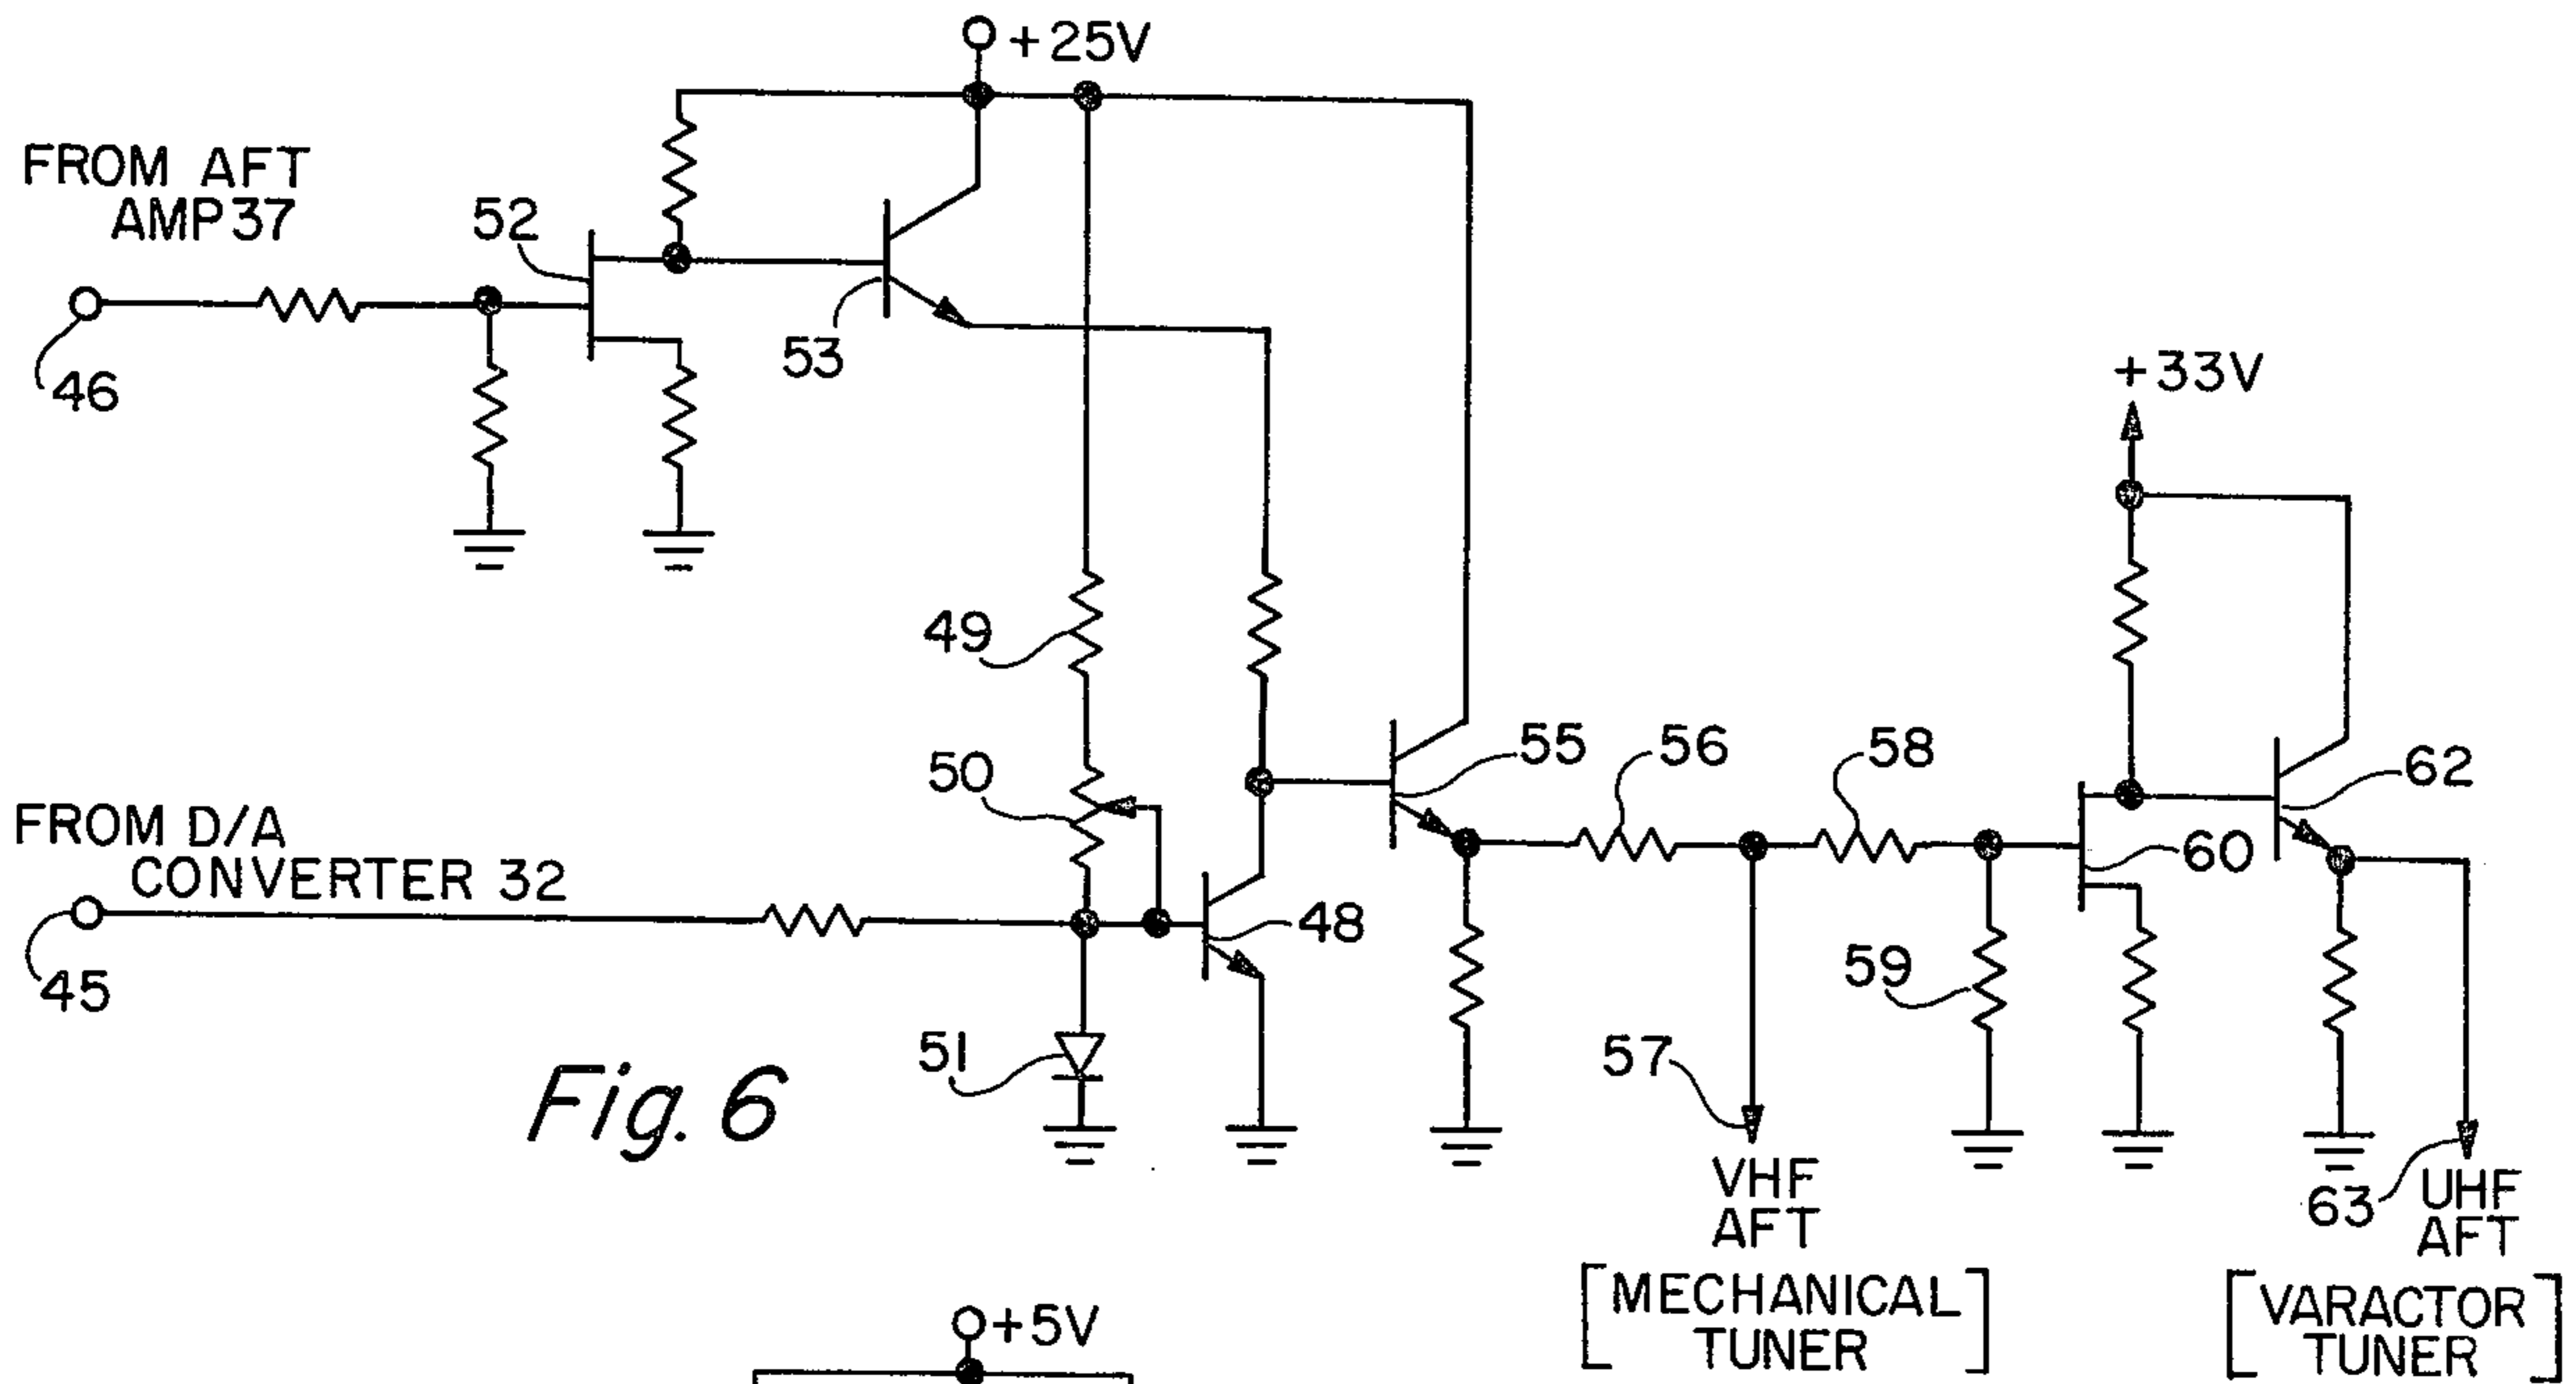 +25V
FROM AFT
AMP37
52
53
46
+33V
49
50
55
56
58
62
60
FROM D/A
CONVERTER 32
48
45
59
51
57
Fig. 6
VHF
AFT
[MECHANICAL
TUNER]
63
UHF
AFT
[VARACTOR
TUNER]
+5V